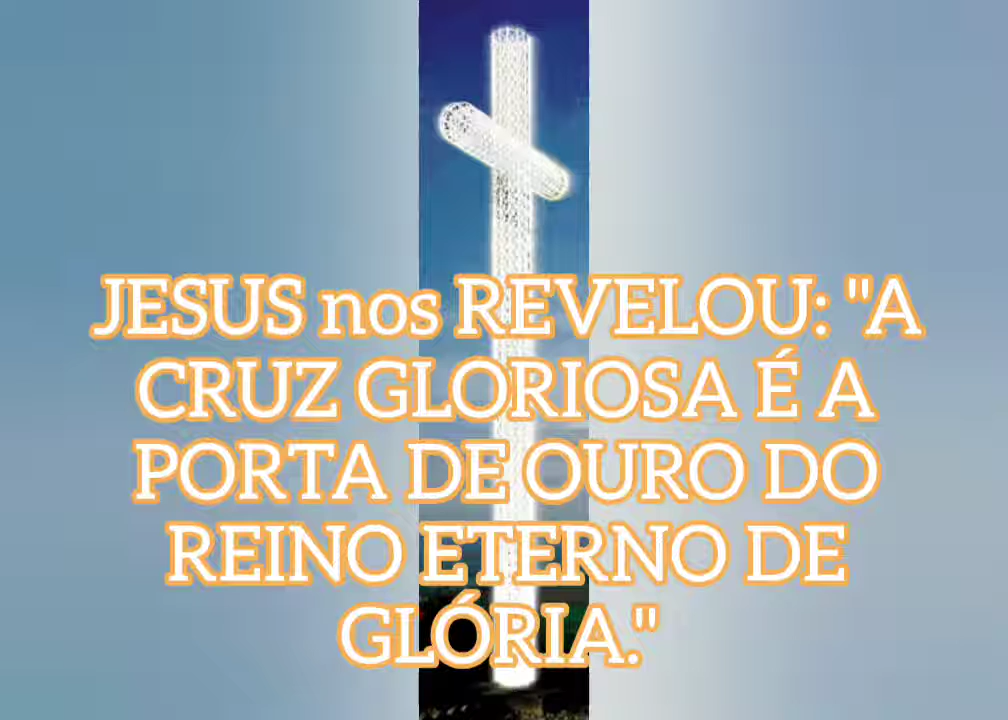 JESUS nos REVELOU: "A
CRUZ GLORIOSA É A
PORTA DE OURO DO
REINO ETERNO DE
GLÓRIA."